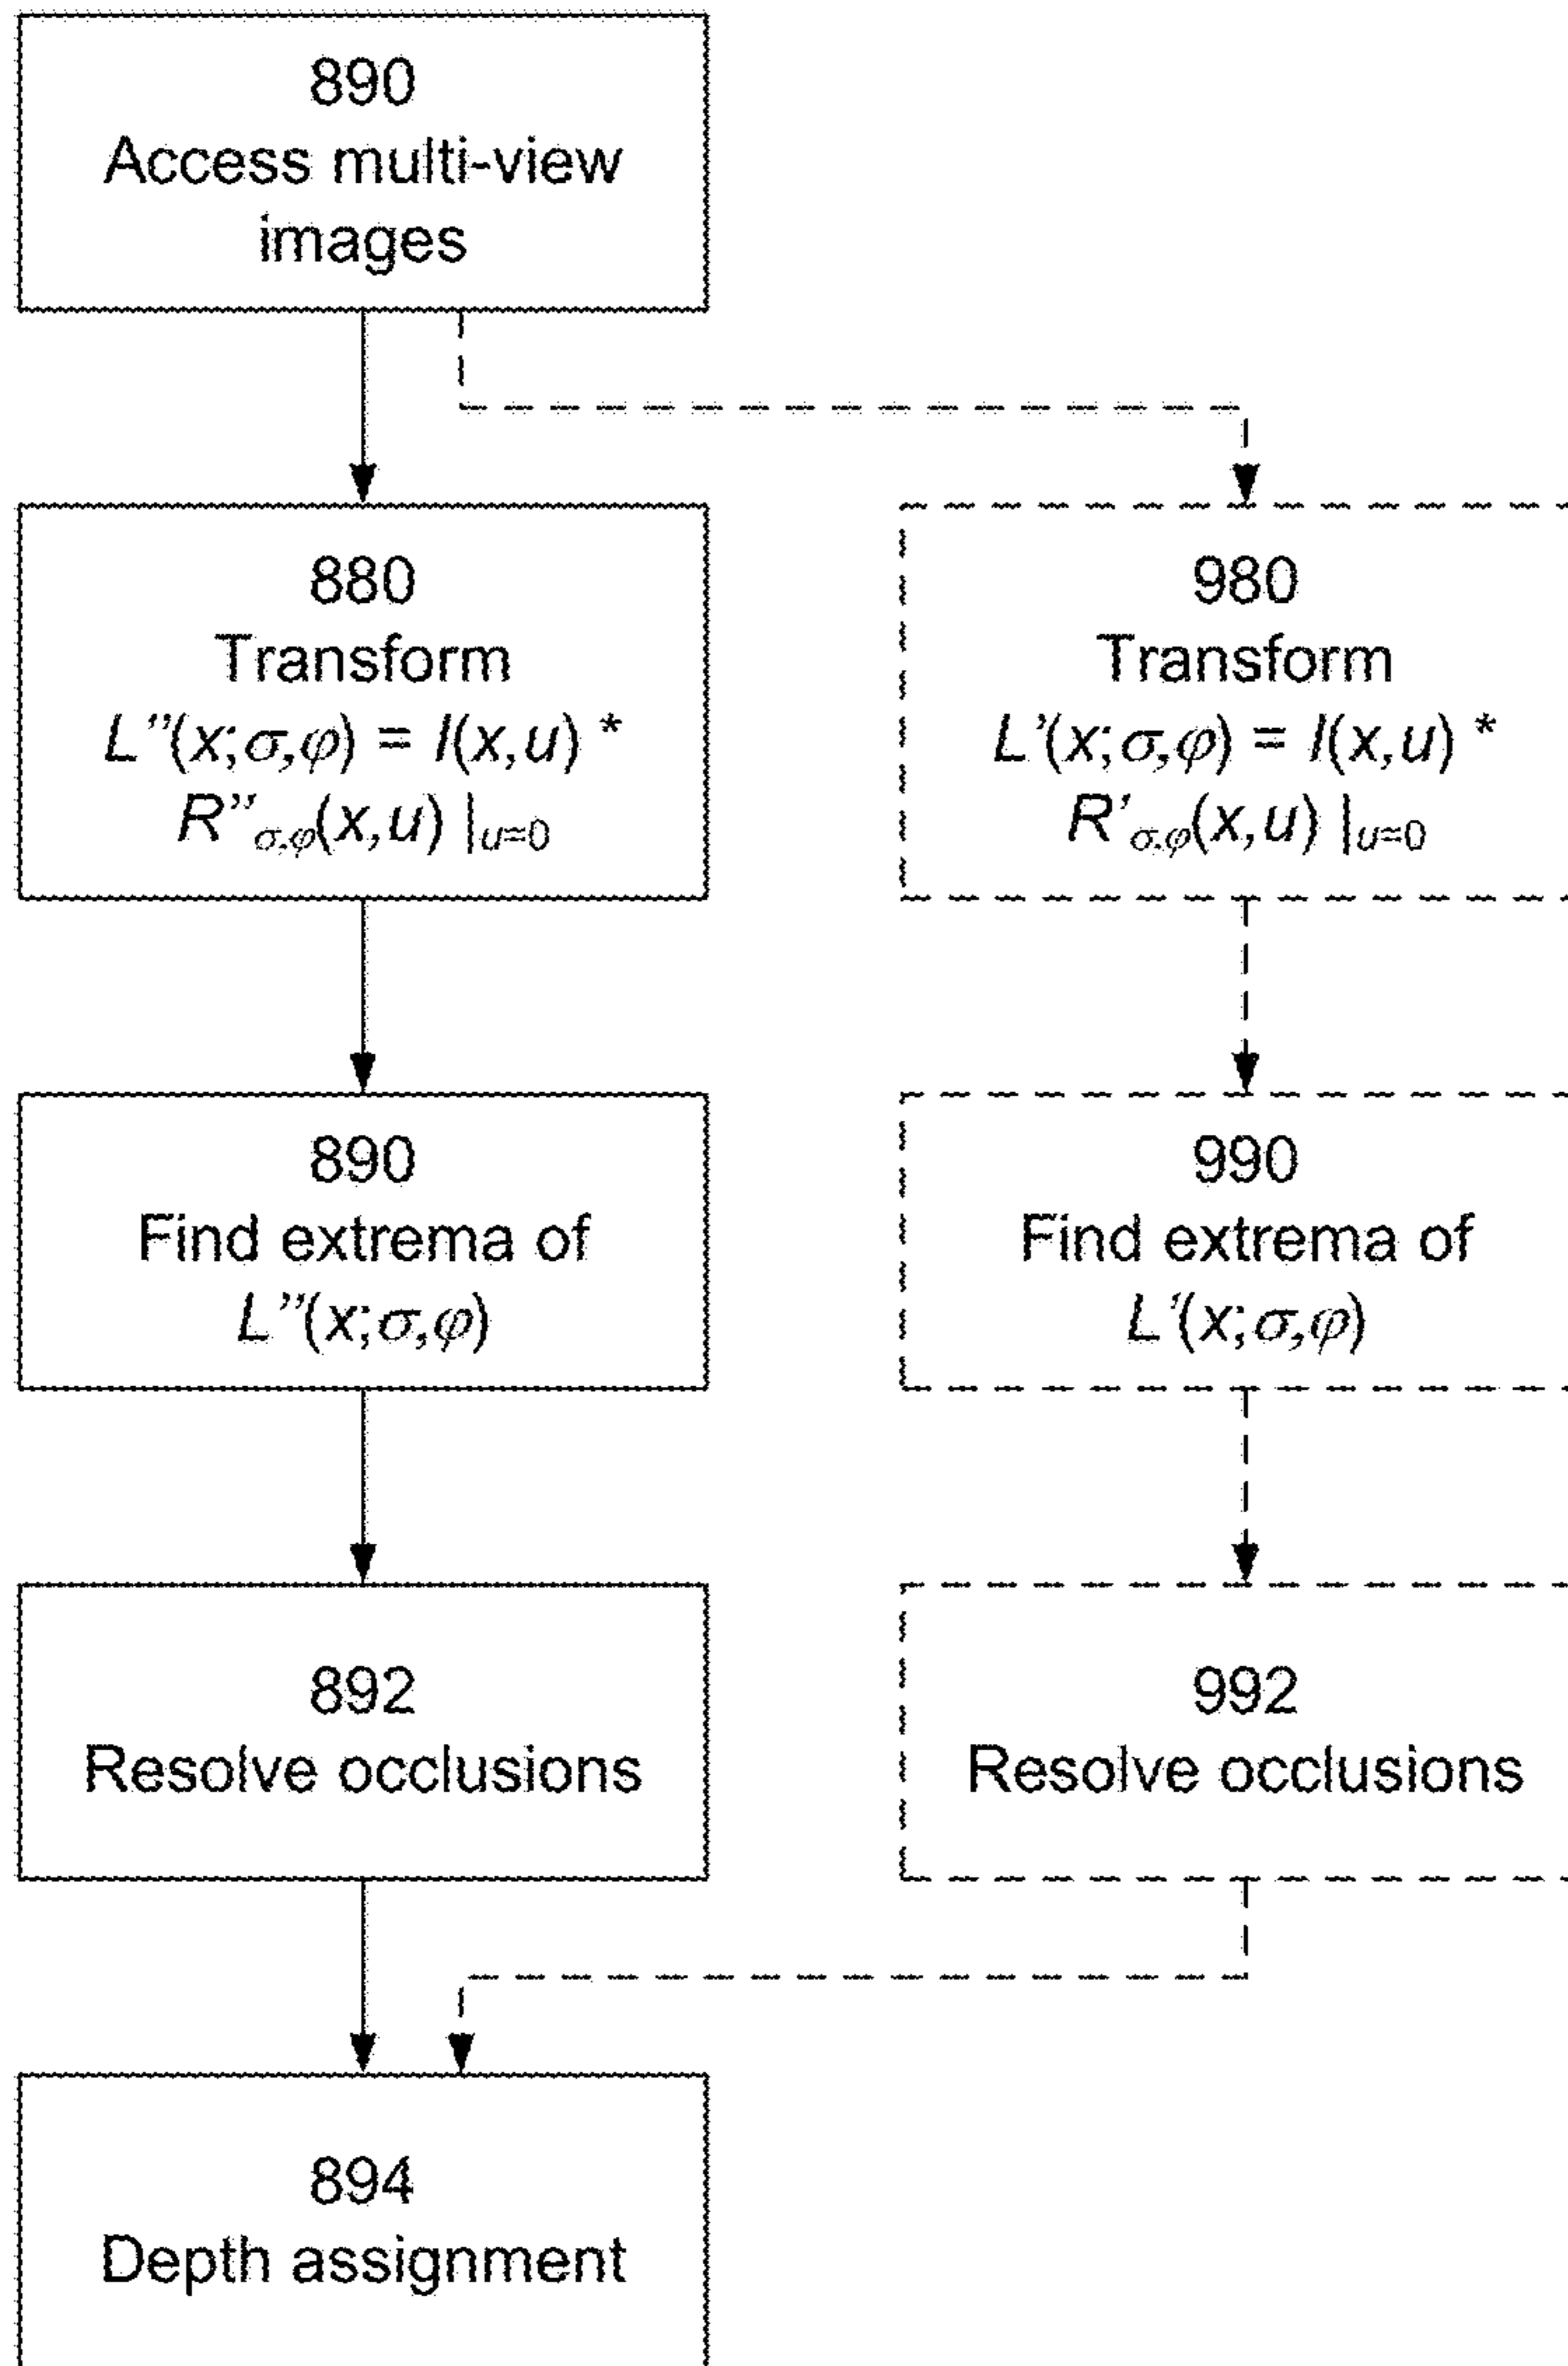 890
Access multi-view
images
880
Transform
L’’(x;σ,φ) = I(x,u) *
R’’σ,φ(x,u) |u=0
980
Transform
L’(x;σ,φ) = I(x,u) *
R’σ,φ(x,u) |u=0
890
Find extrema of
L’’(x;σ,φ)
990
Find extrema of
L’(x;σ,φ)
892
Resolve occlusions
992
Resolve occlusions
894
Depth assignment